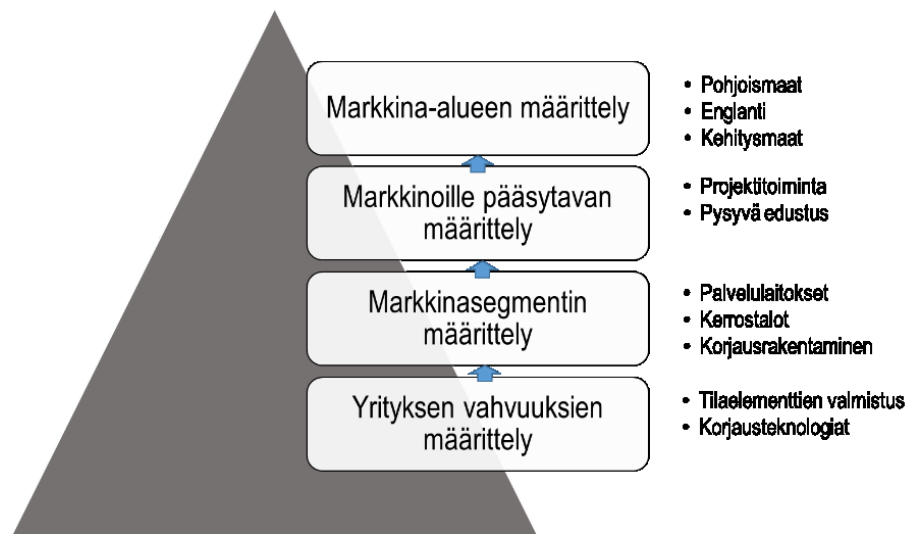 Markkina-alueen määrittely
• Pohjoismaat
• Englanti
• Kehitysmaat
Markkinoille pääsytavan
määrittely
• Projektitoiminta
• Pysyvä edustus
Markkinasegmentin
määrittely
• Palvelulaitokset
• Kerrostalot
• Korjausrakentaminen
Yrityksen vahvuuksien
määrittely
• Tilaelementtien valmistus
• Korjausteknologiat